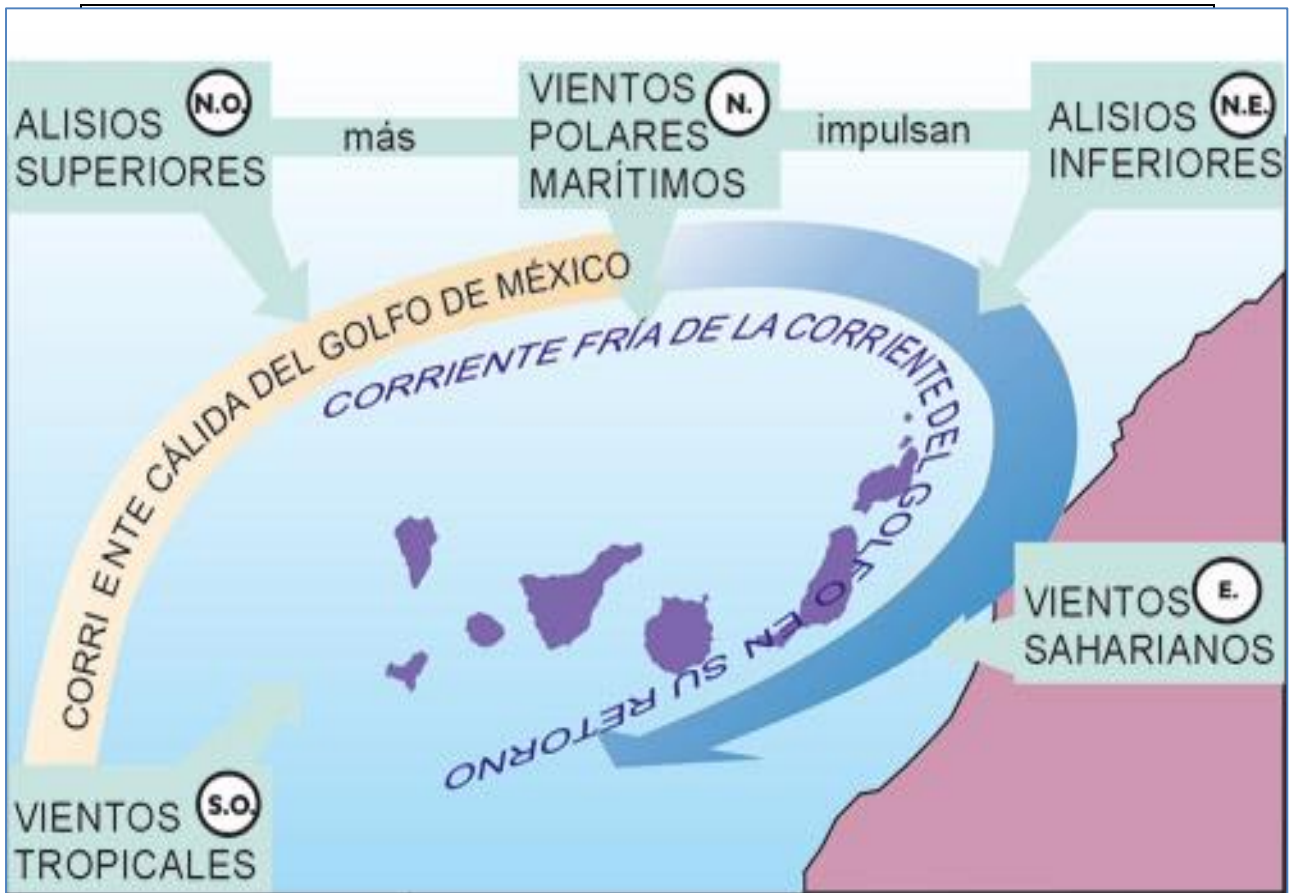 ALISIOS N.O.
SUPERIORES
más
VIENTOS N.
POLARES
MARÍTIMOS
impulsan
ALISIOS N.E.
INFERIORES
CORRI ENTE CÁLIDA DEL GOLFO DE MÉXICO
CORRIENTE FRÍA DE LA CORRIENTE DEL GOLFO EN SU RETORNO
VIENTOS E.
SAHARIANOS
VIENTOS S.O.
TROPICALES